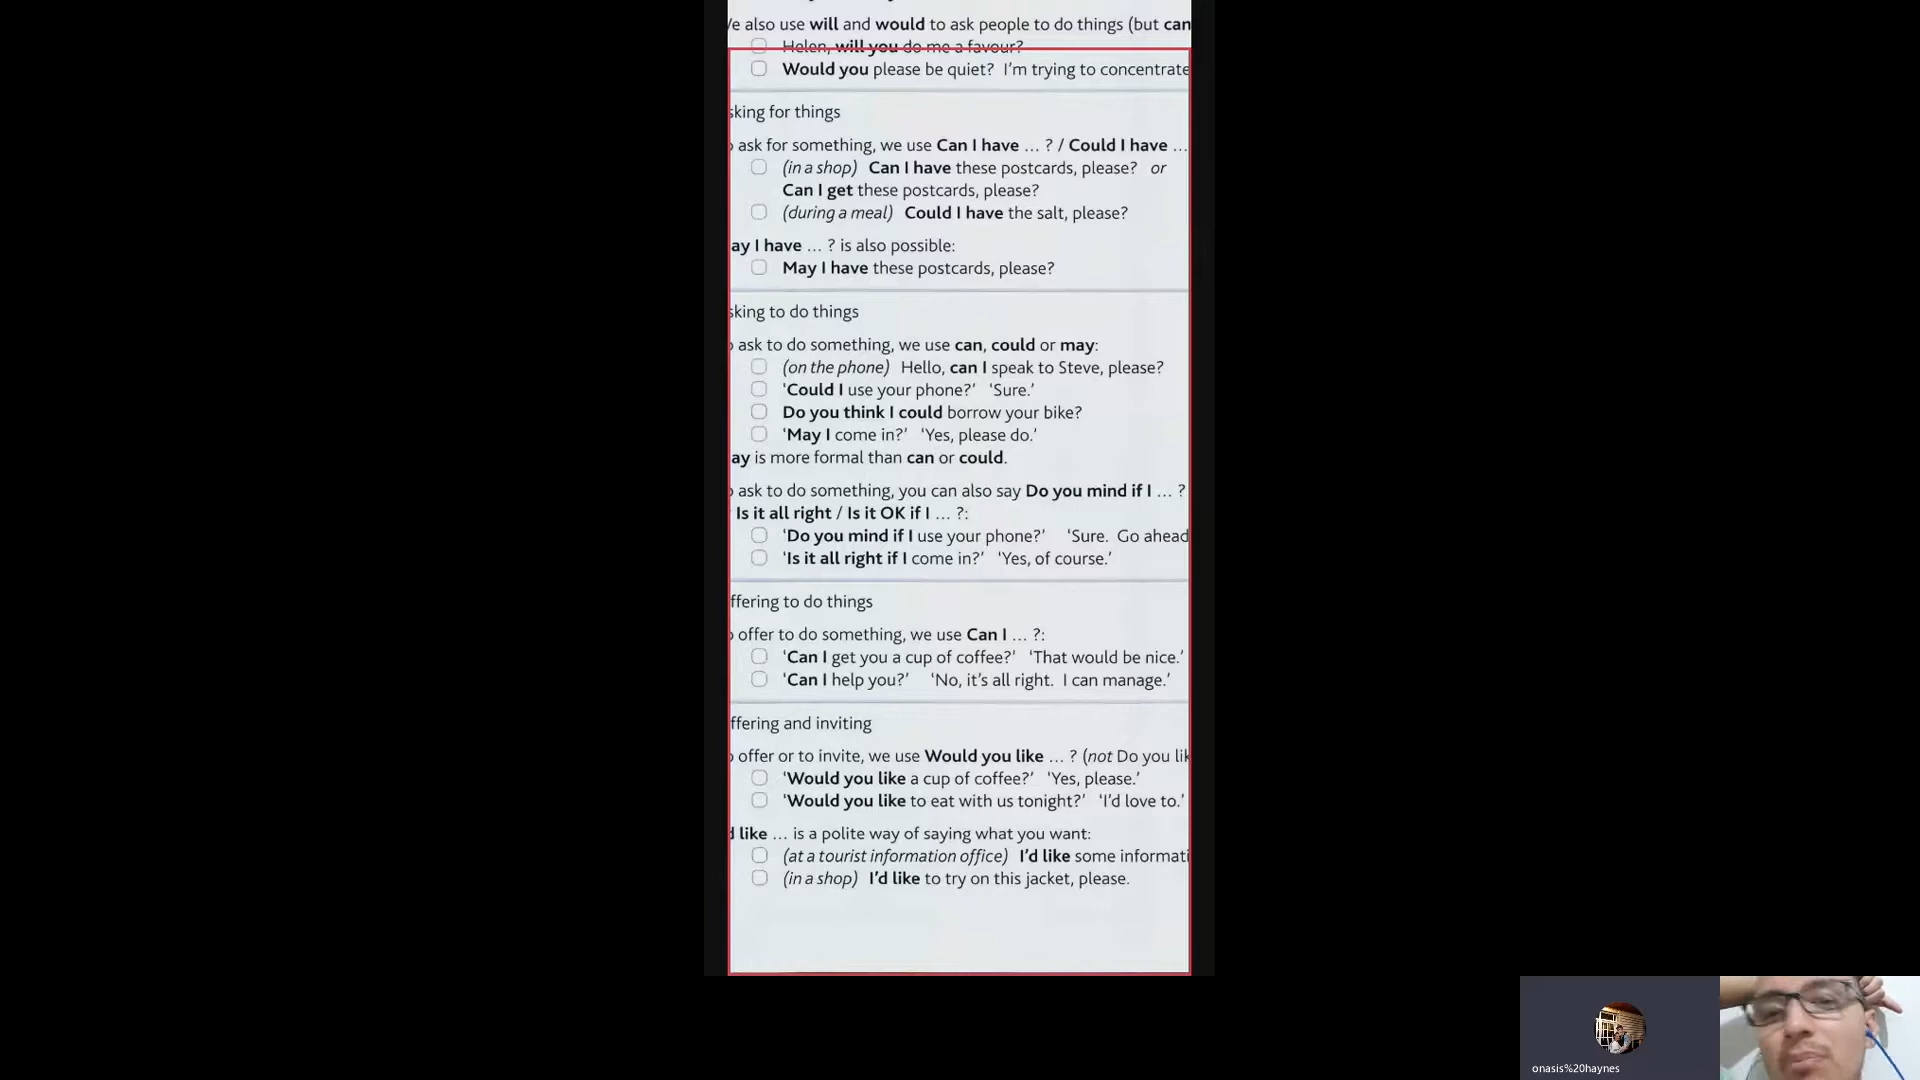 e also use will and would to ask people to do things (but can
Helen, will you do me a favour?
Would you please be quiet? I'm trying to concentrate
sking for things
o ask for something, we use Can I have … ? / Could I have …
(in a shop) Can I have these postcards, please? or
Can I get these postcards, please?
(during a meal) Could I have the salt, please?
ay I have … ? is also possible:
May I have these postcards, please?
sking to do things
o ask to do something, we use can, could or may:
(on the phone) Hello, can I speak to Steve, please?
'Could I use your phone?' 'Sure.'
Do you think I could borrow your bike?
'May I come in?' 'Yes, please do.'
ay is more formal than can or could.
o ask to do something, you can also say Do you mind if I … ?
Is it all right / Is it OK if I … ?:
'Do you mind if I use your phone?' 'Sure. Go ahead
'Is it all right if I come in?' 'Yes, of course.'
ffering to do things
o offer to do something, we use Can I … ?:
'Can I get you a cup of coffee?' 'That would be nice.'
'Can I help you?' 'No, it's all right. I can manage.'
ffering and inviting
o offer or to invite, we use Would you like … ? (not Do you lik
'Would you like a cup of coffee?' 'Yes, please.'
'Would you like to eat with us tonight?' 'I'd love to.'
d like … is a polite way of saying what you want:
(at a tourist information office) I'd like some informati
(in a shop) I'd like to try on this jacket, please.
onasis%20haynes